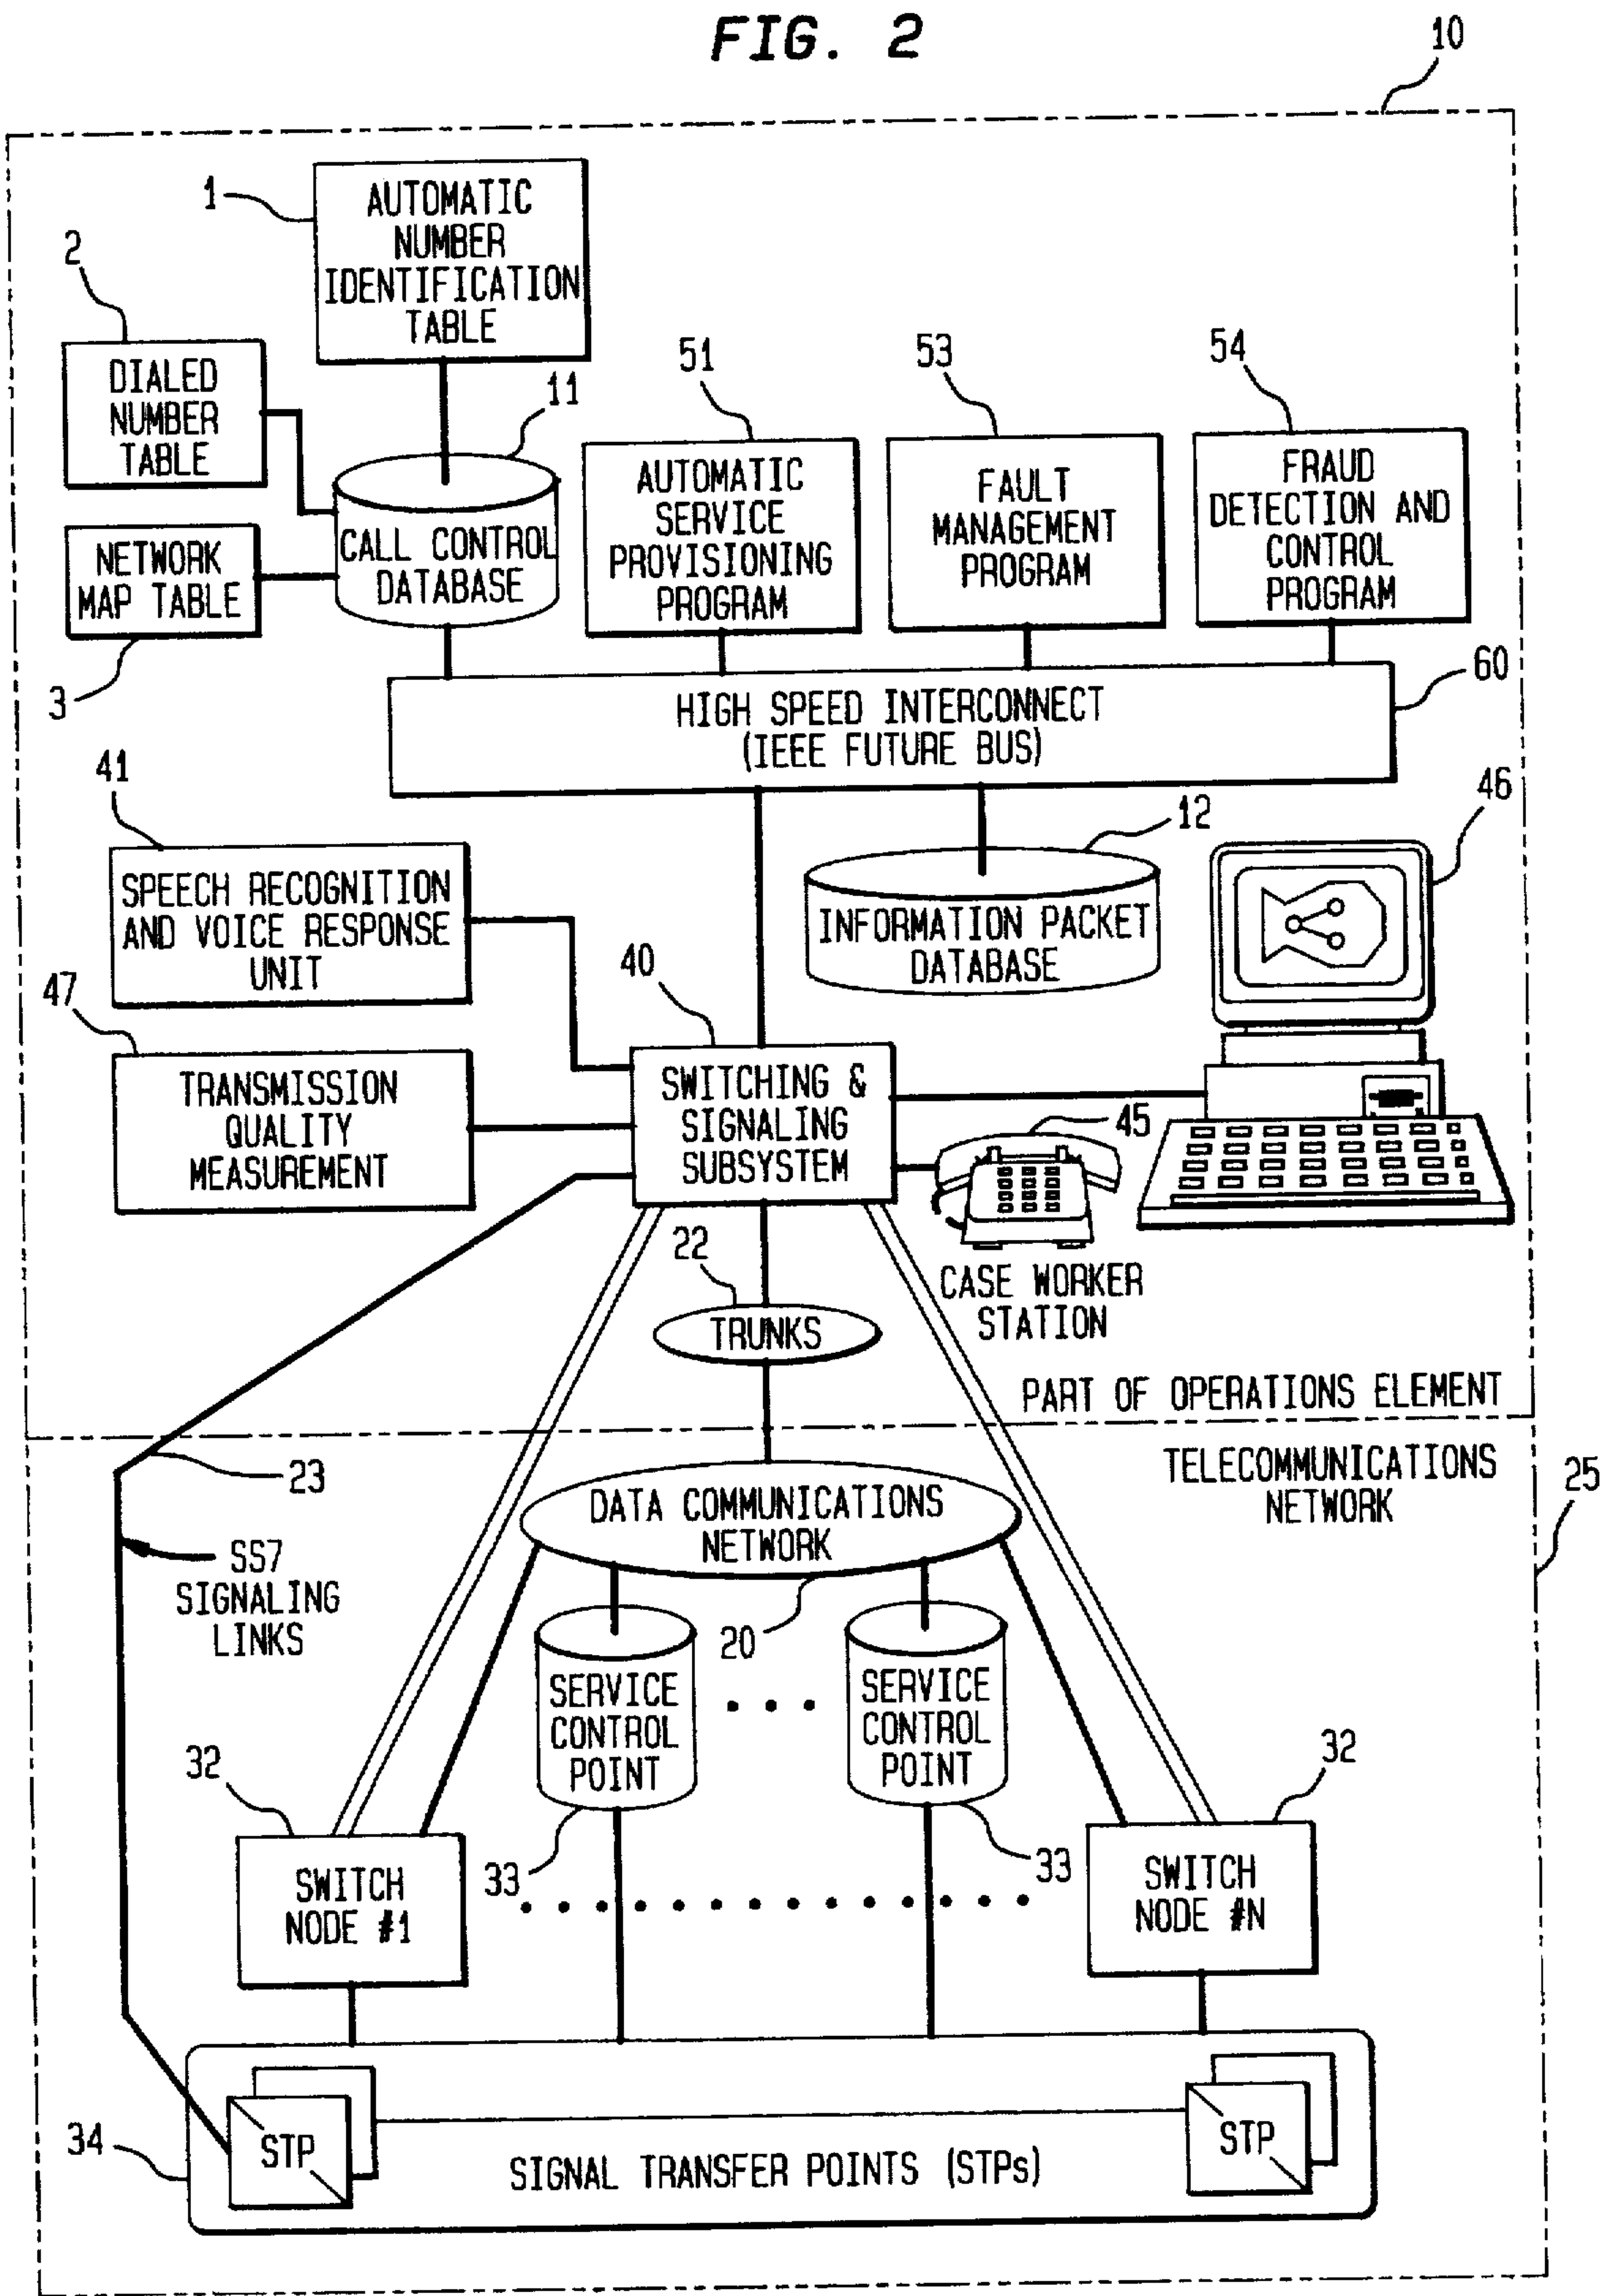 FIG. 2
10
1
AUTOMATIC
NUMBER
IDENTIFICATION
TABLE
2
DIALED
NUMBER
TABLE
11
51
53
54
CALL CONTROL
DATABASE
AUTOMATIC
SERVICE
PROVISIONING
PROGRAM
FAULT
MANAGEMENT
PROGRAM
FRAUD
DETECTION AND
CONTROL
PROGRAM
NETWORK
MAP TABLE
3
60
HIGH SPEED INTERCONNECT
(IEEE FUTURE BUS)
41
SPEECH RECOGNITION
AND VOICE RESPONSE
UNIT
12
INFORMATION PACKET
DATABASE
46
47
TRANSMISSION
QUALITY
MEASUREMENT
40
SWITCHING &
SIGNALING
SUBSYSTEM
45
CASE WORKER
STATION
22
TRUNKS
PART OF OPERATIONS ELEMENT
TELECOMMUNICATIONS
NETWORK
25
23
SS7
SIGNALING
LINKS
DATA COMMUNICATIONS
NETWORK
20
SERVICE
CONTROL
POINT
33
SERVICE
CONTROL
POINT
33
32
SWITCH
NODE #1
32
SWITCH
NODE #N
34
STP
SIGNAL TRANSFER POINTS (STPs)
STP